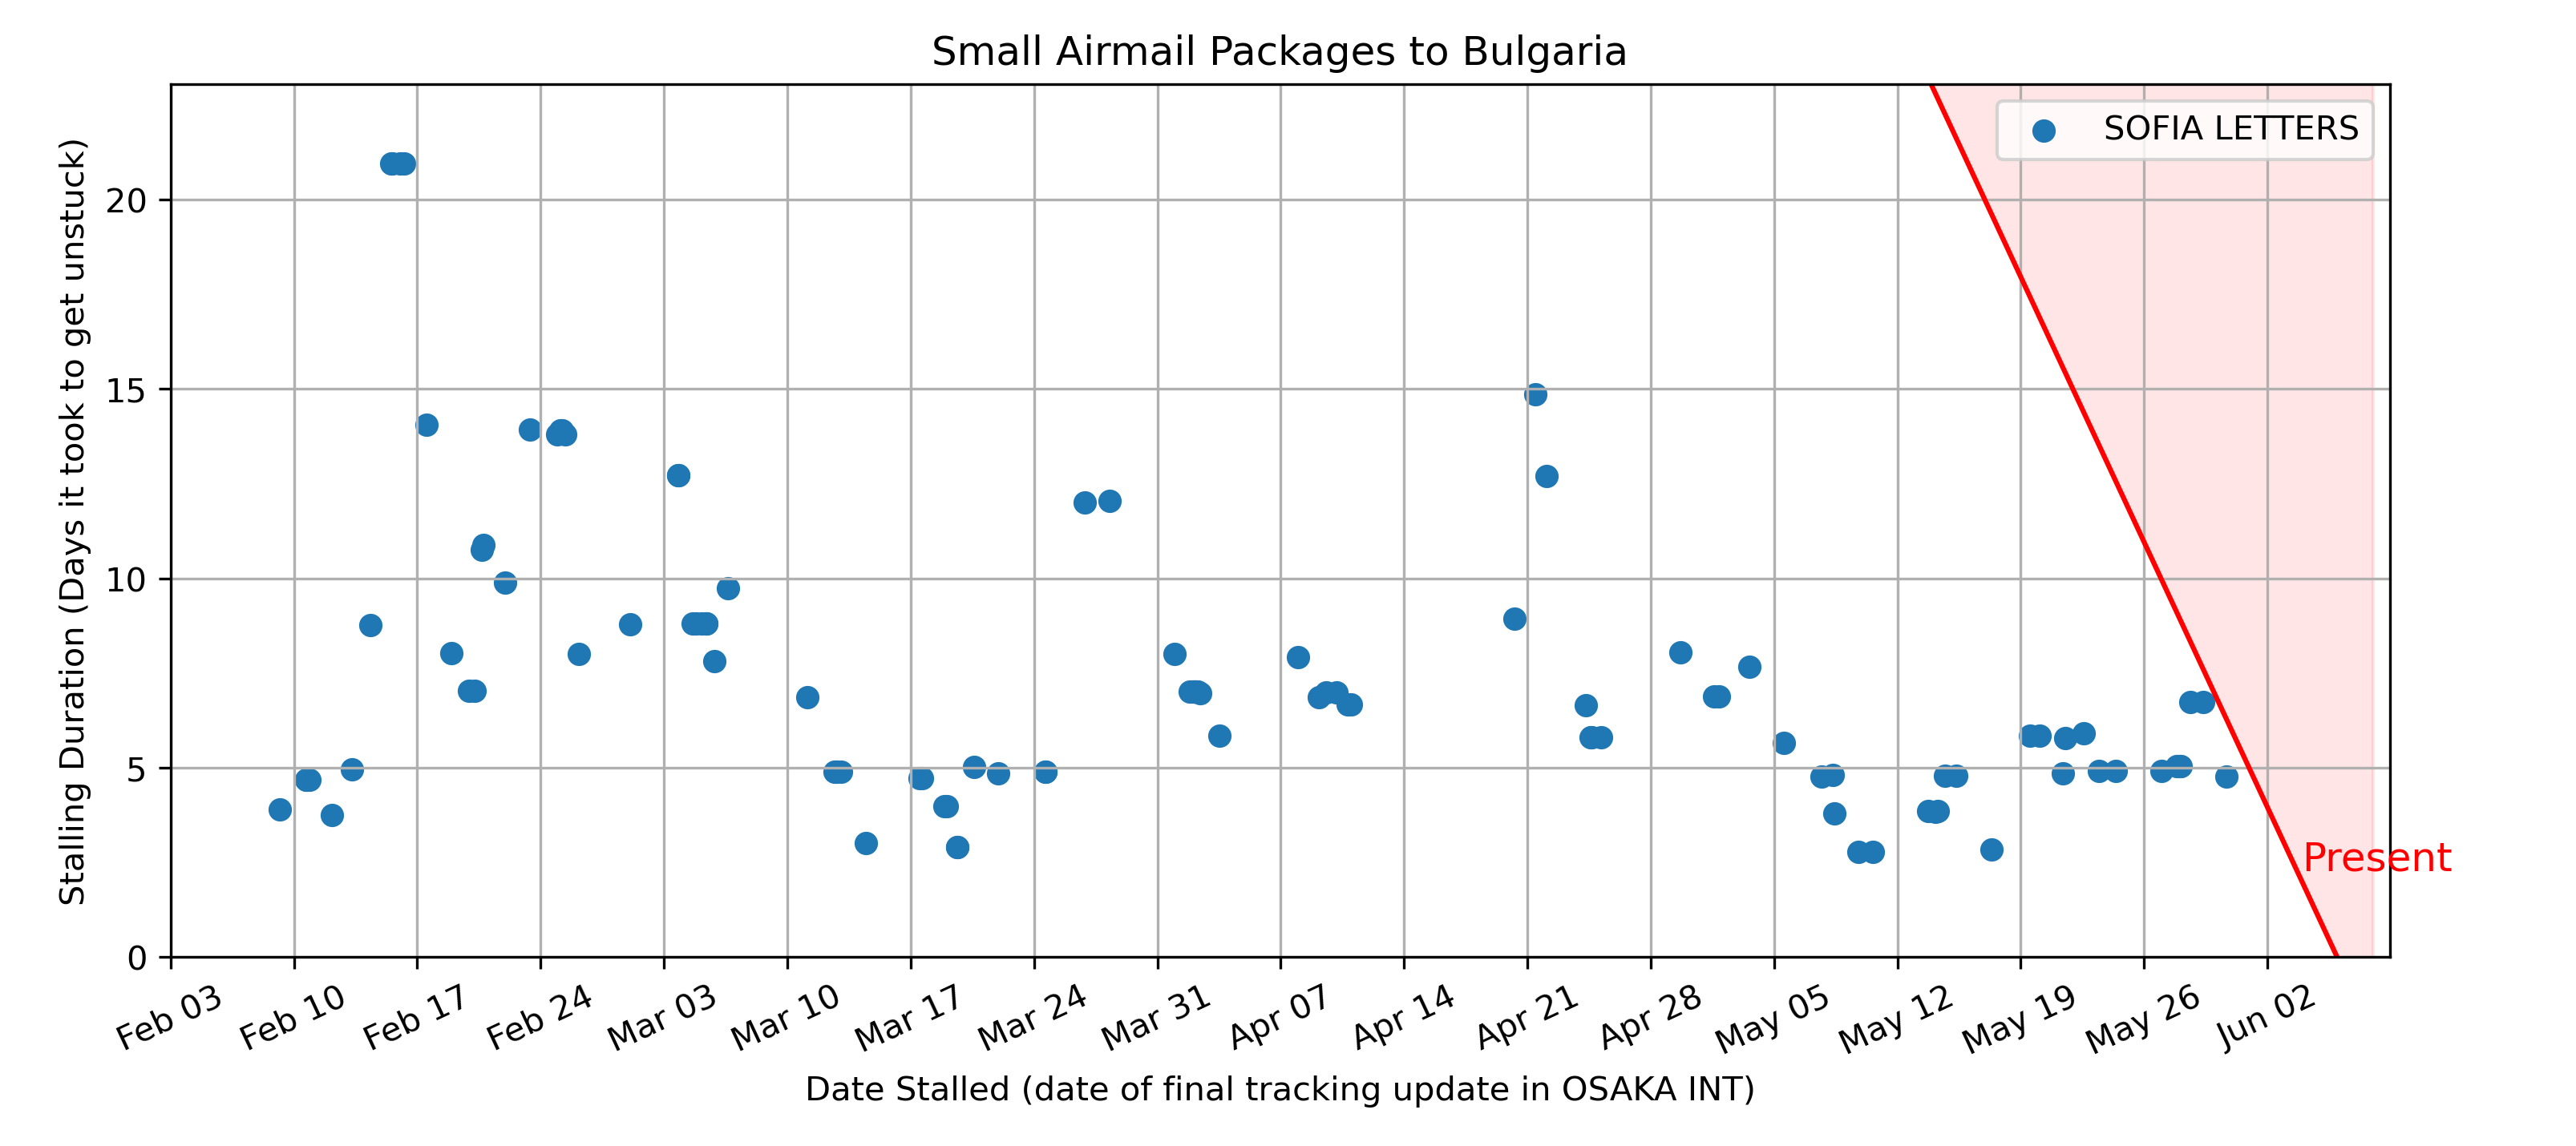 Small Airmail Packages to Bulgaria
SOFIA LETTERS
Stalling Duration (Days it took to get unstuck)
20
15
10
5
0
Present
Feb 03
Feb 10
Feb 17
Feb 24
Mar 03
Mar 10
Mar 17
Mar 24
Mar 31
Apr 07
Apr 14
Apr 21
Apr 28
May 05
May 12
May 19
May 26
Jun 02
Date Stalled (date of final tracking update in OSAKA INT)